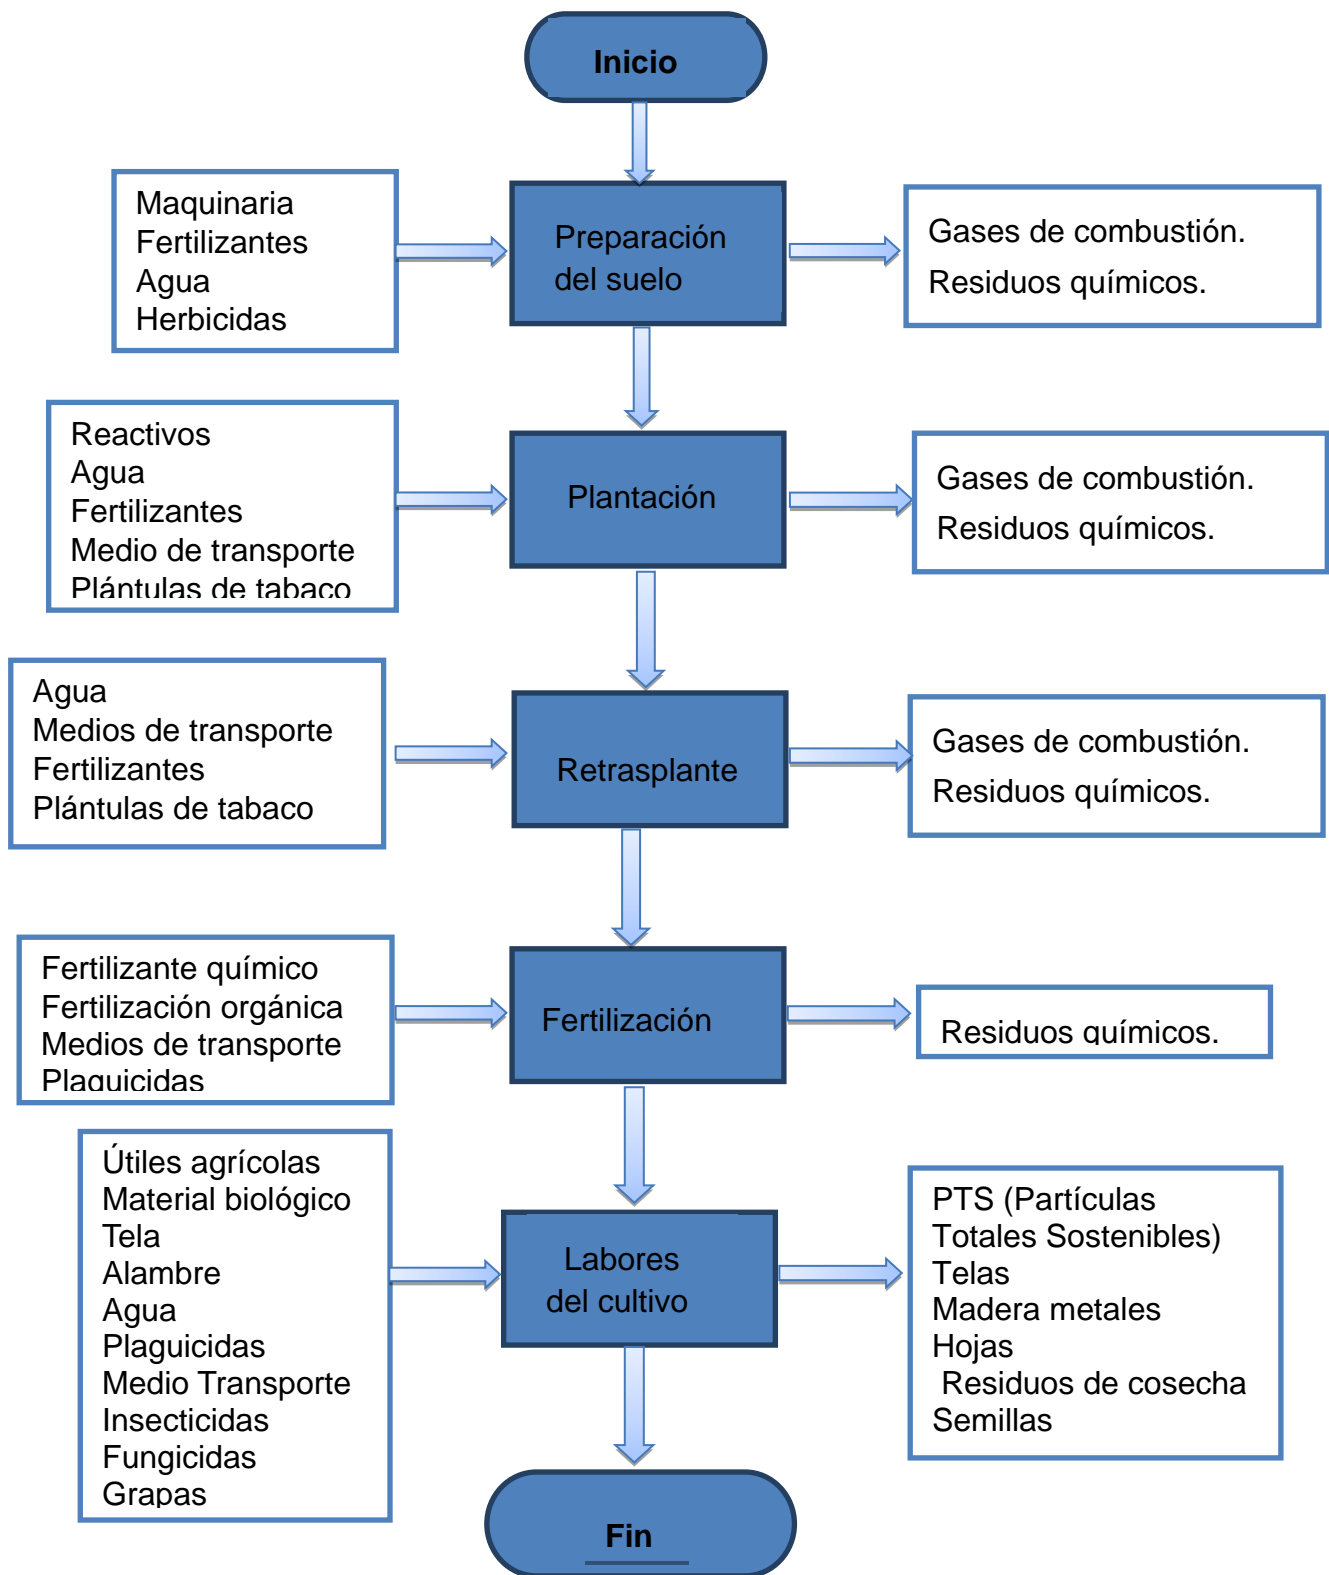 Inicio
Maquinaria
Fertilizantes
Agua
Herbicidas
Preparación
del suelo
Gases de combustión.
Residuos químicos.
Reactivos
Agua
Fertilizantes
Medio de transporte
Plántulas de tabaco
Plantación
Gases de combustión.
Residuos químicos.
Agua
Medios de transporte
Fertilizantes
Plántulas de tabaco
Retrasplante
Gases de combustión.
Residuos químicos.
Fertilizante químico
Fertilización orgánica
Medios de transporte
Plaguicidas
Fertilización
Residuos químicos.
Útiles agrícolas
Material biológico
Tela
Alambre
Agua
Plaguicidas
Medio Transporte
Insecticidas
Fungicidas
Grapas
Labores
del cultivo
PTS (Partículas
Totales Sostenibles)
Telas
Madera metales
Hojas
Residuos de cosecha
Semillas
Fin